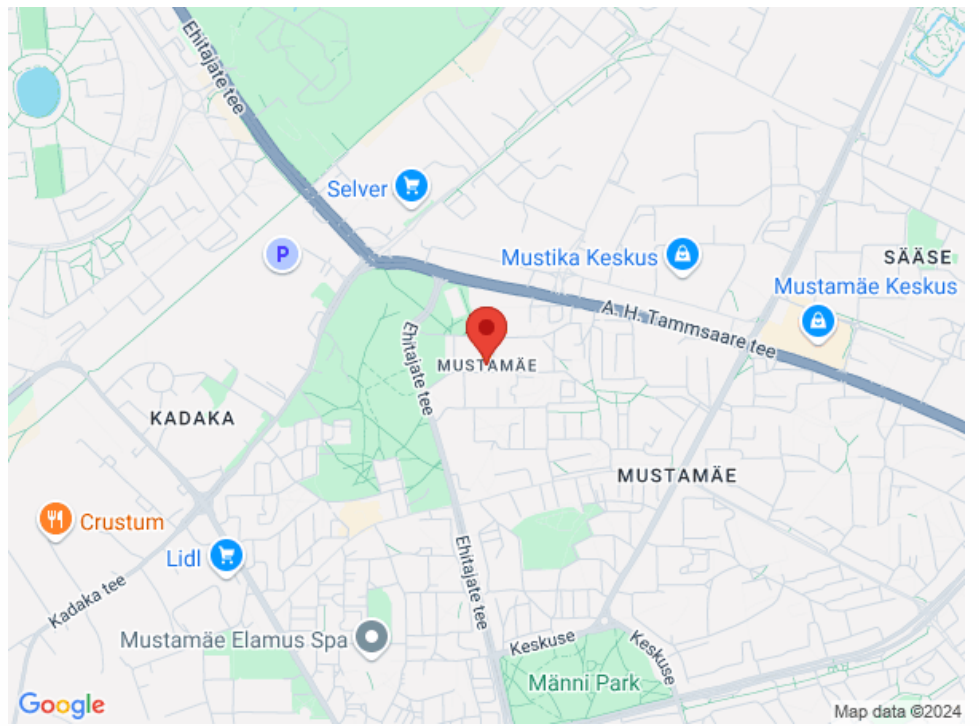 Ehitajate tee
Selver
P
Mustika Keskus
SÄÄSE
Mustamäe Keskus
A. H. Tammsaare tee
Ehitajate tee
MUSTAMÄE
KADAKA
MUSTAMÄE
Crustum
Lidl
Ehitajate tee
Kadaka tee
Mustamäe Elamus Spa
Keskuse
Keskuse
Männi Park
Google
Map data ©2024